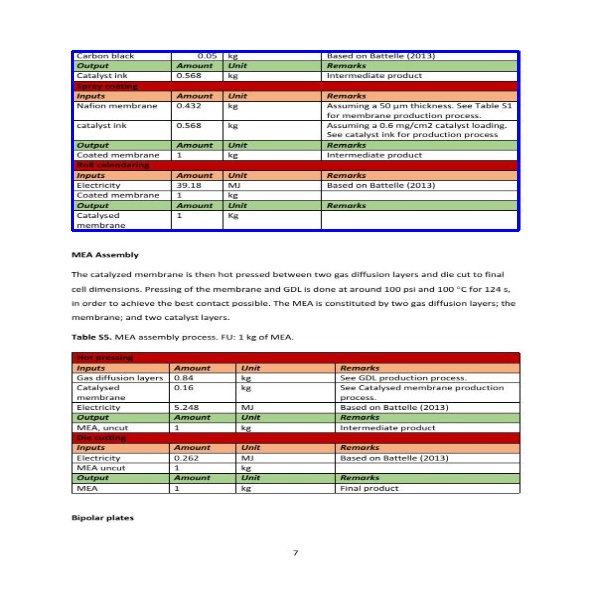 Carbon black 0.05 kg Based on Battelle (2013)
Output Amount Unit Remarks
Catalyst ink 0.568 kg Intermediate product
Spray coating
Inputs Amount Unit Remarks
Nafion membrane 0.432 kg Assuming a 50 µm thickness. See Table S1
for membrane production process.
catalyst ink 0.568 kg Assuming a 0.6 mg/cm2 catalyst loading.
See catalyst ink for production process
Output Amount Unit Remarks
Coated membrane 1 kg Intermediate product
Roll calendaring
Inputs Amount Unit Remarks
Electricity 39.18 MJ Based on Battelle (2013)
Coated membrane 1 kg
Output Amount Unit Remarks
Catalysed 1 Kg
membrane
MEA Assembly
The catalyzed membrane is then hot pressed between two gas diffusion layers and die cut to final
cell dimensions. Pressing of the membrane and GDL is done at around 100 psi and 100 °C for 124 s,
in order to achieve the best contact possible. The MEA is constituted by two gas diffusion layers; the
membrane; and two catalyst layers.
Table S5. MEA assembly process. FU: 1 kg of MEA.
Hot pressing
Inputs Amount Unit Remarks
Gas diffusion layers 0.84 kg See GDL production process.
Catalysed 0.16 kg See Catalysed membrane production
membrane process.
Electricity 5.248 MJ Based on Battelle (2013)
Output Amount Unit Remarks
MEA, uncut 1 kg Intermediate product
Die cutting
Inputs Amount Unit Remarks
Electricity 0.262 MJ Based on Battelle (2013)
MEA uncut 1 kg
Output Amount Unit Remarks
MEA 1 kg Final product
Bipolar plates
7